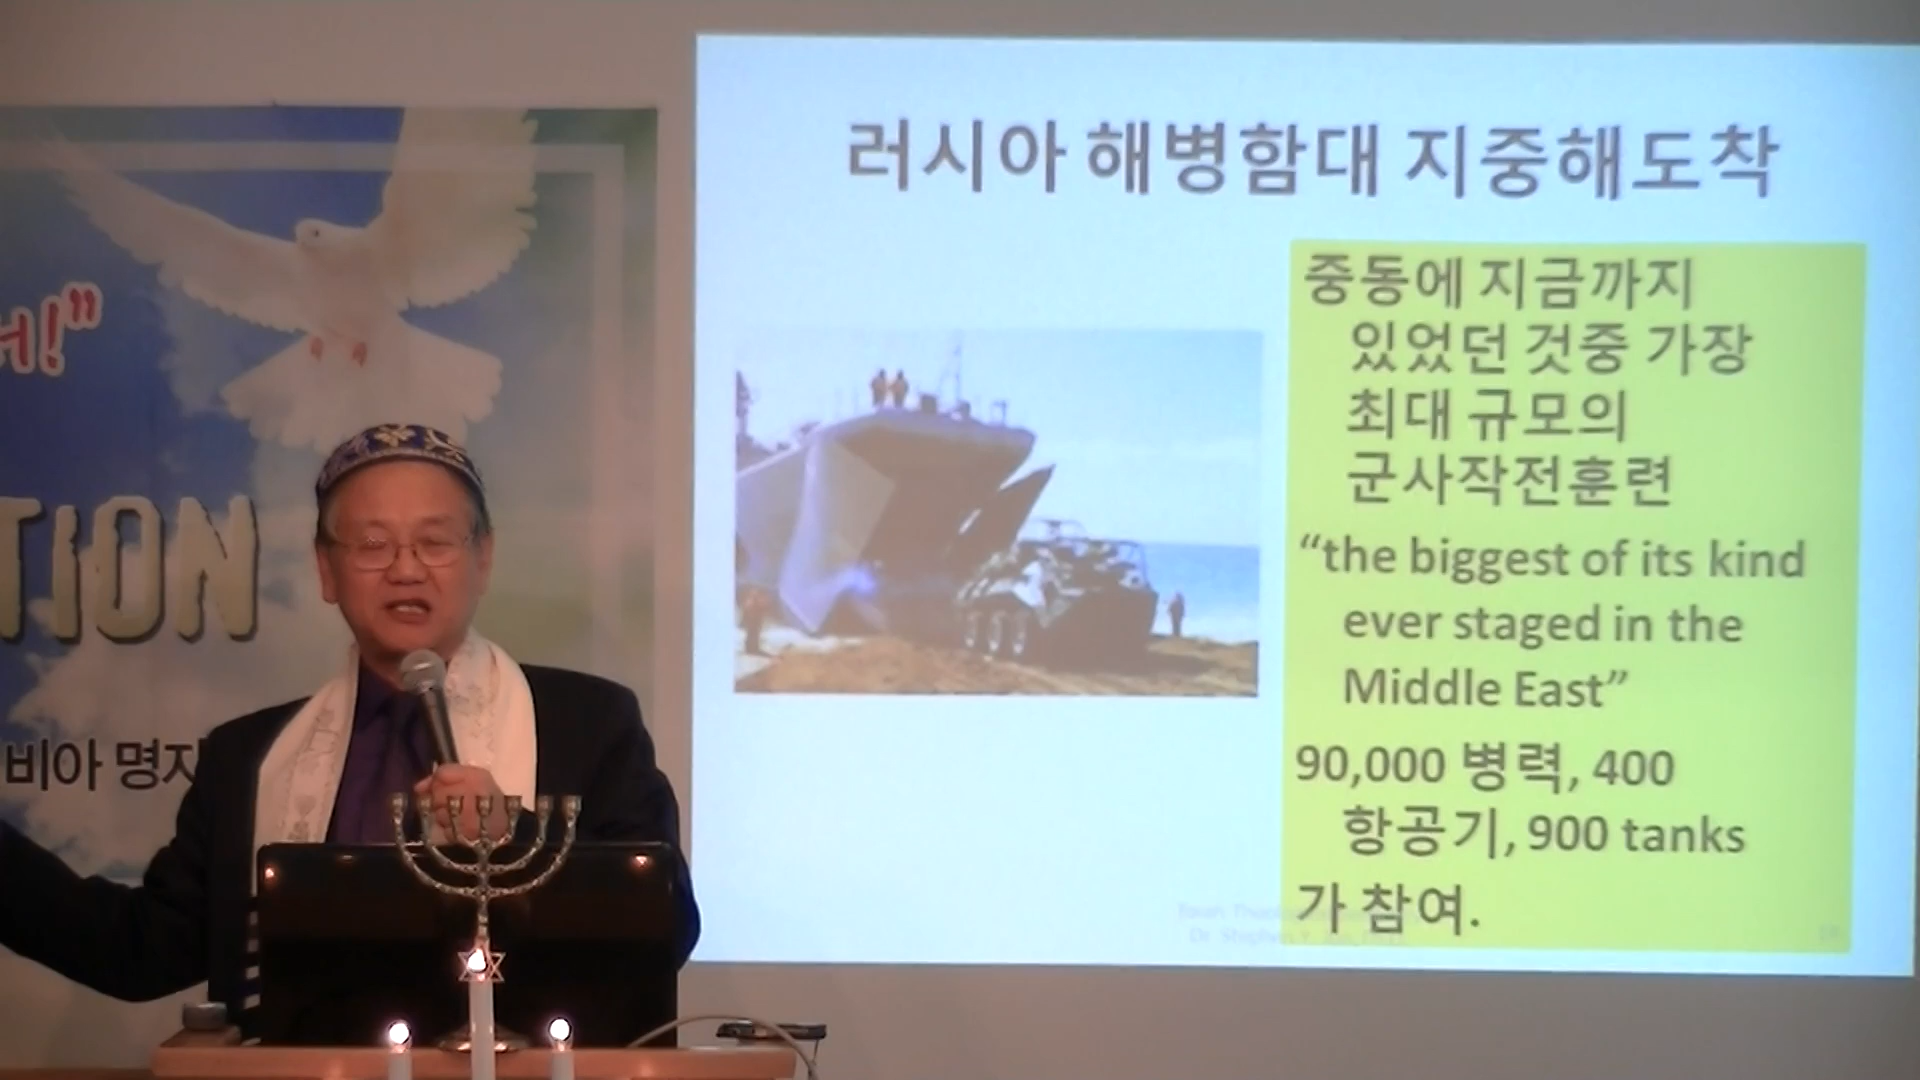 러시아 해병함대 지중해도착
중동에 지금까지
있었던 것중 가장
최대 규모의
군사작전훈련
“the biggest of its kind
ever staged in the
Middle East”
90,000 병력, 400
항공기, 900 tanks
가 참여.
Dr. Stephen
!”
TION
비아 명지